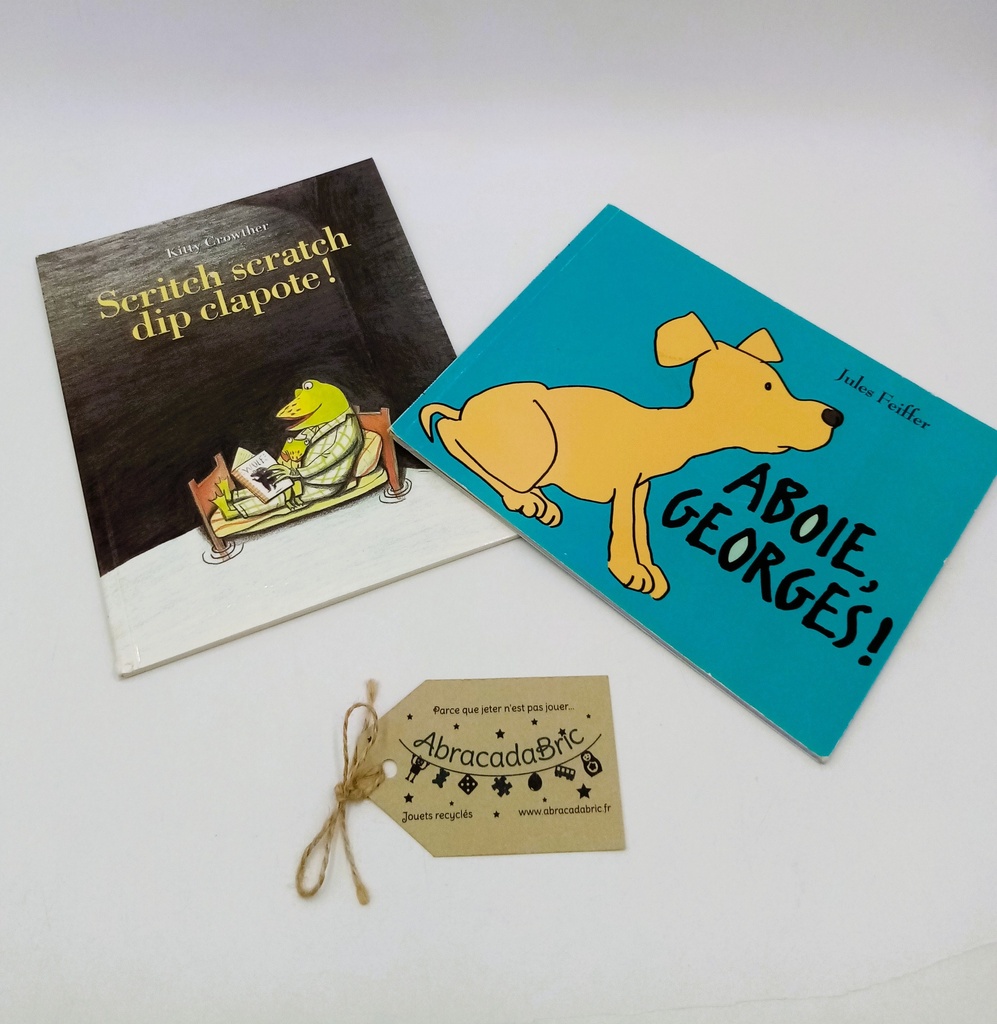 Kitty Crowther
Scritch scratch
dip clapote !
Jules Feiffer
ABOIE,
GEORGES!
Parce que jeter n'est pas jouer...
AbracadaBric
Jouets recyclés
www.abracadabric.fr